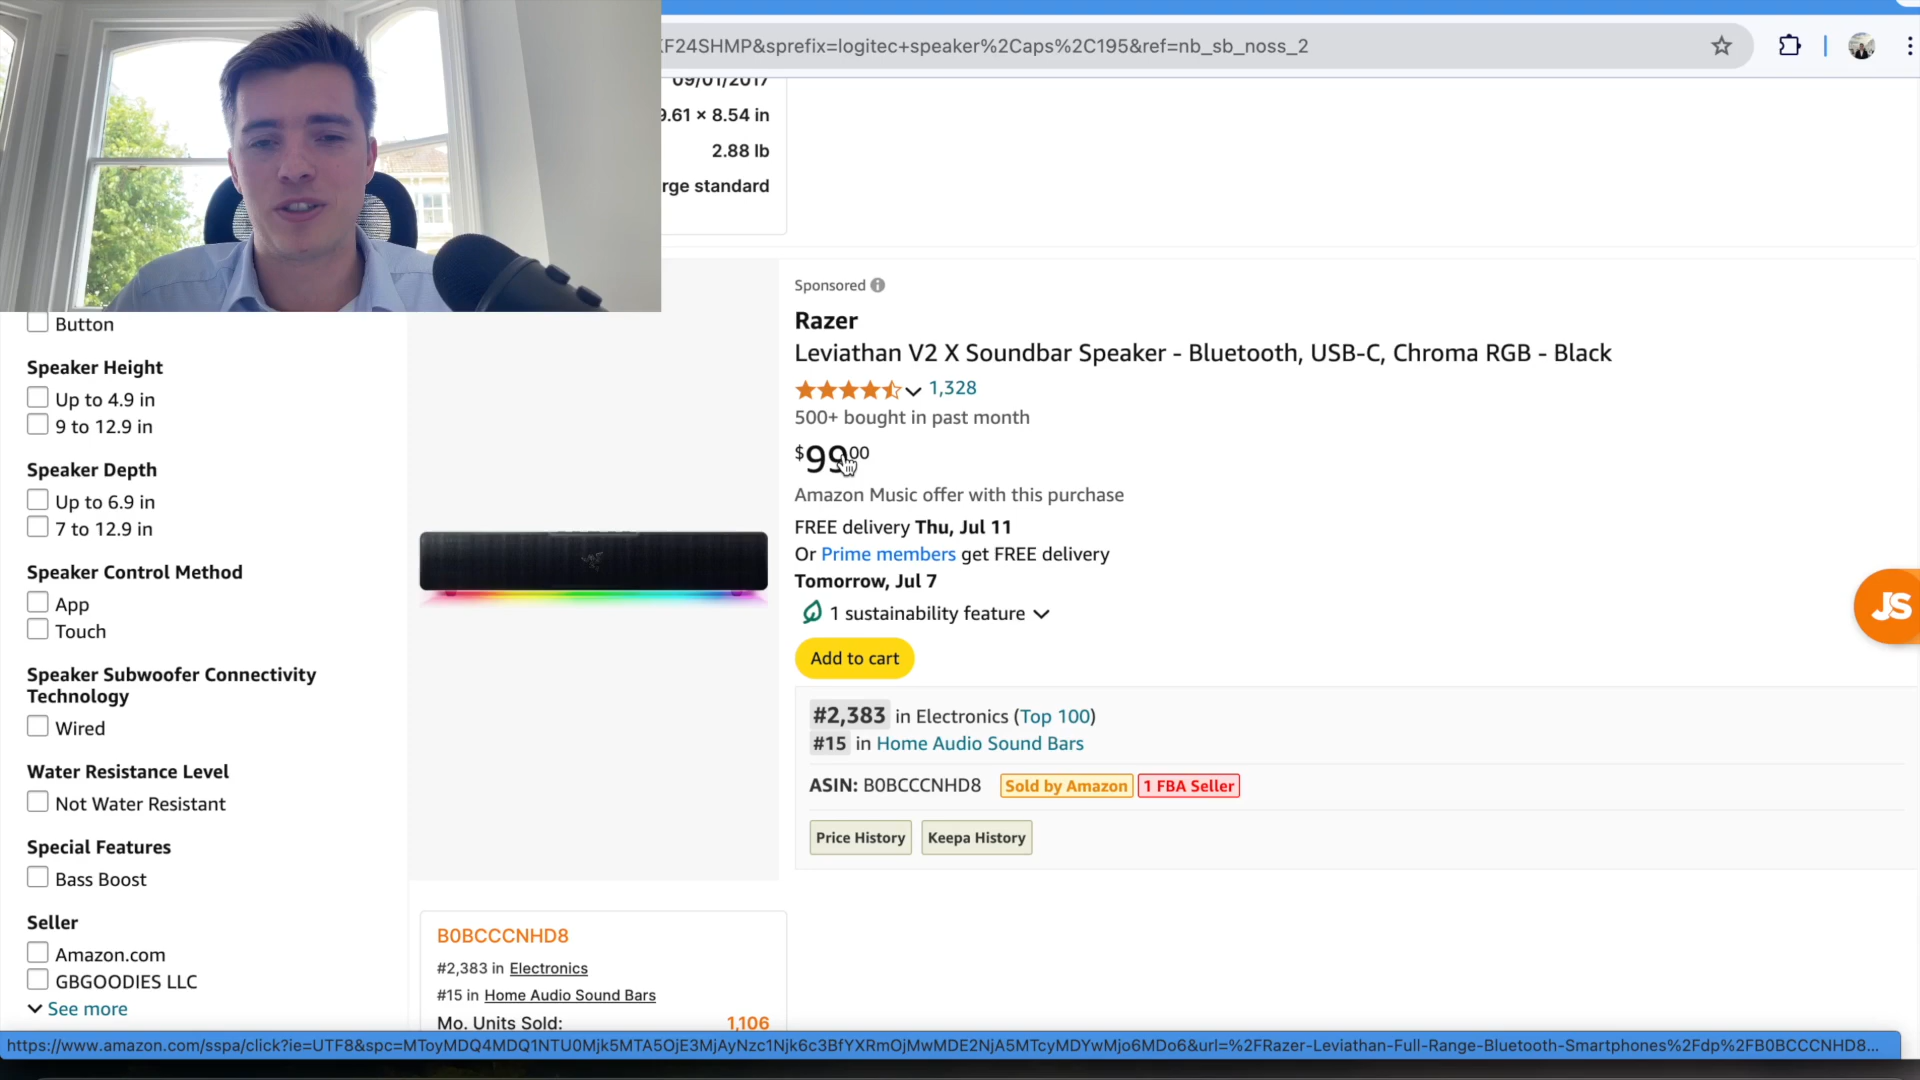 KF24SHMP&sprefix=logitec+speaker%2Caps%2C195&ref=nb_sb_noss_2
09/01/2017
9.61 × 8.54 in
2.88 lb
rge standard
Button
Speaker Height
Up to 4.9 in
9 to 12.9 in
Speaker Depth
Up to 6.9 in
7 to 12.9 in
Speaker Control Method
App
Touch
Speaker Subwoofer Connectivity
Technology
Wired
Water Resistance Level
Not Water Resistant
Special Features
Bass Boost
Seller
Amazon.com
GBGOODIES LLC
See more
Sponsored
Razer
Leviathan V2 X Soundbar Speaker - Bluetooth, USB-C, Chroma RGB - Black
1,328
500+ bought in past month
$9900
Amazon Music offer with this purchase
FREE delivery Thu, Jul 11
Or Prime members get FREE delivery
Tomorrow, Jul 7
1 sustainability feature
Add to cart
#2,383 in Electronics (Top 100)
#15 in Home Audio Sound Bars
ASIN: B0BCCCNHD8 Sold by Amazon 1 FBA Seller
Price History Keepa History
JS
B0BCCCNHD8
#2,383 in Electronics
#15 in Home Audio Sound Bars
Mo. Units Sold: 1,106
https://www.amazon.com/sspa/click?ie=UTF8&spc=MToyMDQ4MDQ1NTU0Mjk5MTA5OjE3MjAyNzc1Njk6c3BfYXRmOjMwMDE2NjA5MTcyMDYwMjo6MDo6&url=%2FRazer-Leviathan-Full-Range-Bluetooth-Smartphones%2Fdp%2FB0BCCCNHD8...